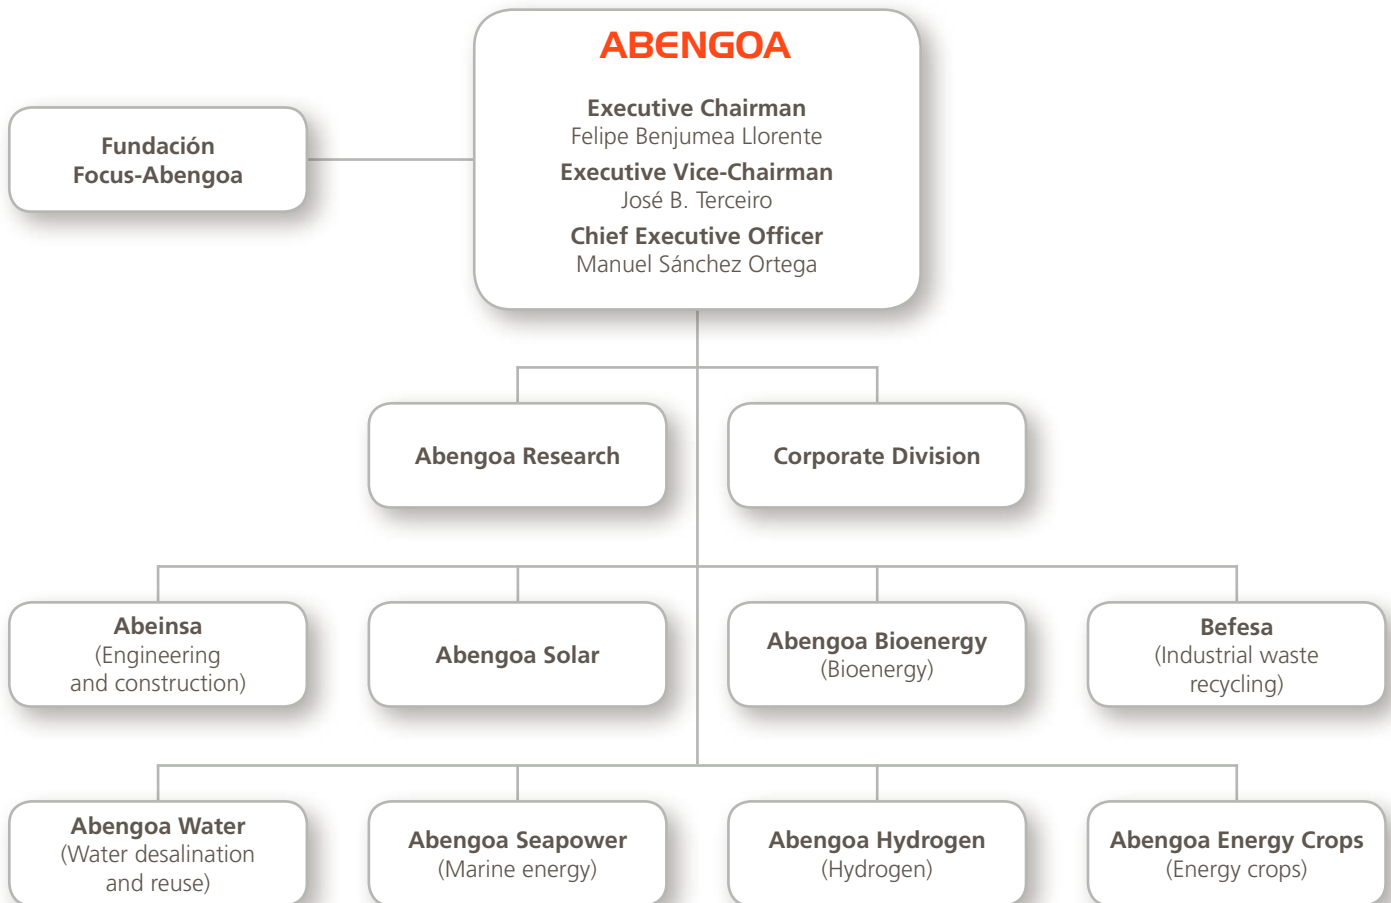 ABENGOA
Executive Chairman
Felipe Benjumea Llorente
Executive Vice-Chairman
José B. Terceiro
Chief Executive Officer
Manuel Sánchez Ortega
Fundación
Focus-Abengoa
Abengoa Research
Corporate Division
Abeinsa
(Engineering
and construction)
Abengoa Solar
Abengoa Bioenergy
(Bioenergy)
Befesa
(Industrial waste
recycling)
Abengoa Water
(Water desalination
and reuse)
Abengoa Seapower
(Marine energy)
Abengoa Hydrogen
(Hydrogen)
Abengoa Energy Crops
(Energy crops)